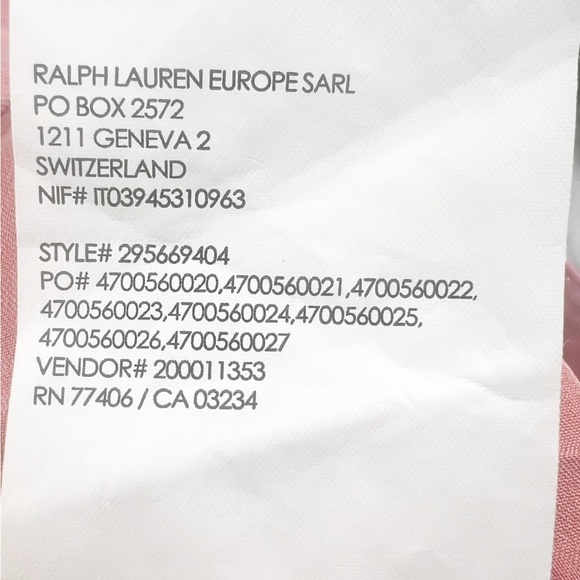 RALPH LAUREN EUROPE SARL
PO BOX 2572
1211 GENEVA 2
SWITZERLAND
NIF# IT03945310963
STYLE# 295669404
PO# 4700560020,4700560021,4700560022,
4700560023,4700560024,4700560025,
4700560026,4700560027
VENDOR# 200011353
RN 77406 / CA 03234